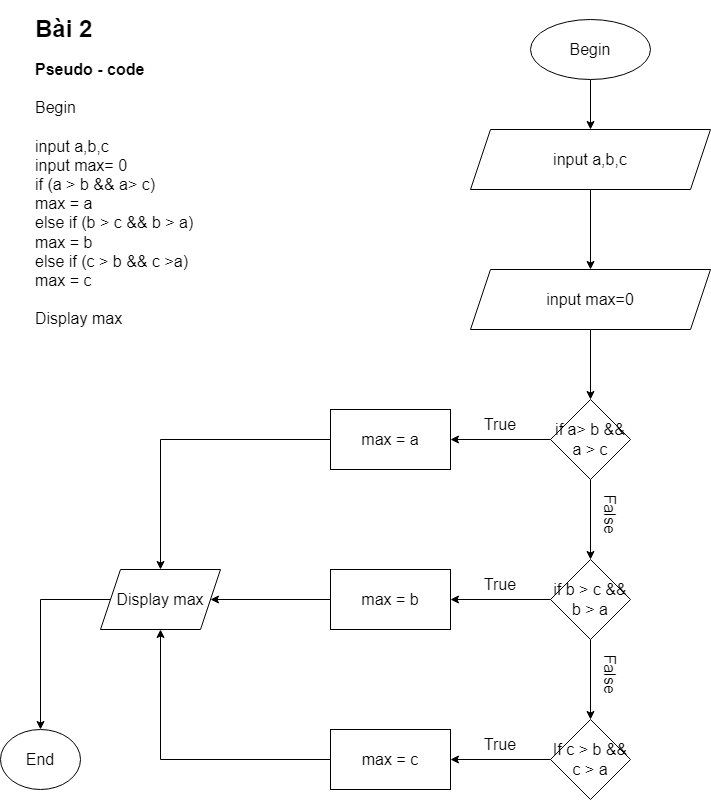 Bài 2
Pseudo - code
Begin
input a,b,c
input max= 0
if (a > b && a> c)
max = a
else if (b > c && b > a)
max = b
else if (c > b && c >a)
max = c
Display max
Begin
input a,b,c
input max=0
if a> b &&
a > c
True
max = a
False
if b > c &&
b > a
True
max = b
Display max
False
If c > b &&
c > a
True
max = c
End